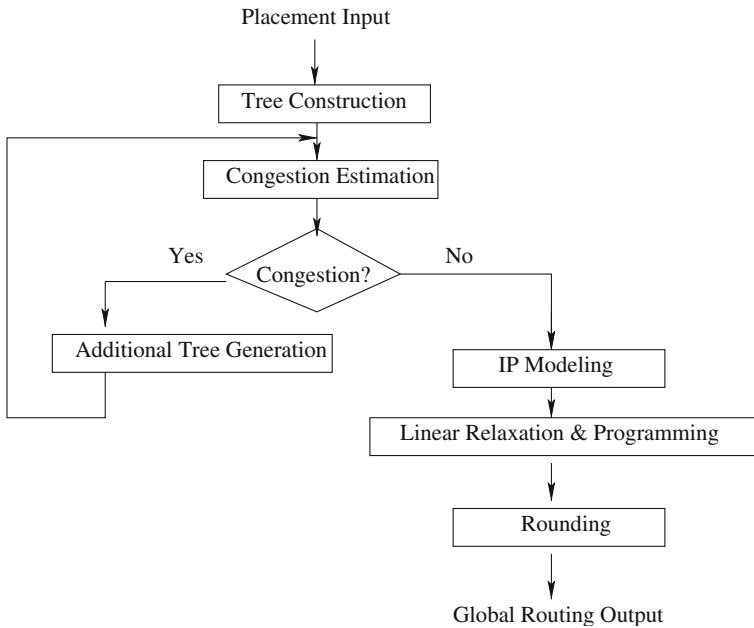 Placement Input
Tree Construction
Congestion Estimation
Yes
Congestion?
No
Additional Tree Generation
IP Modeling
Linear Relaxation & Programming
Rounding
Global Routing Output